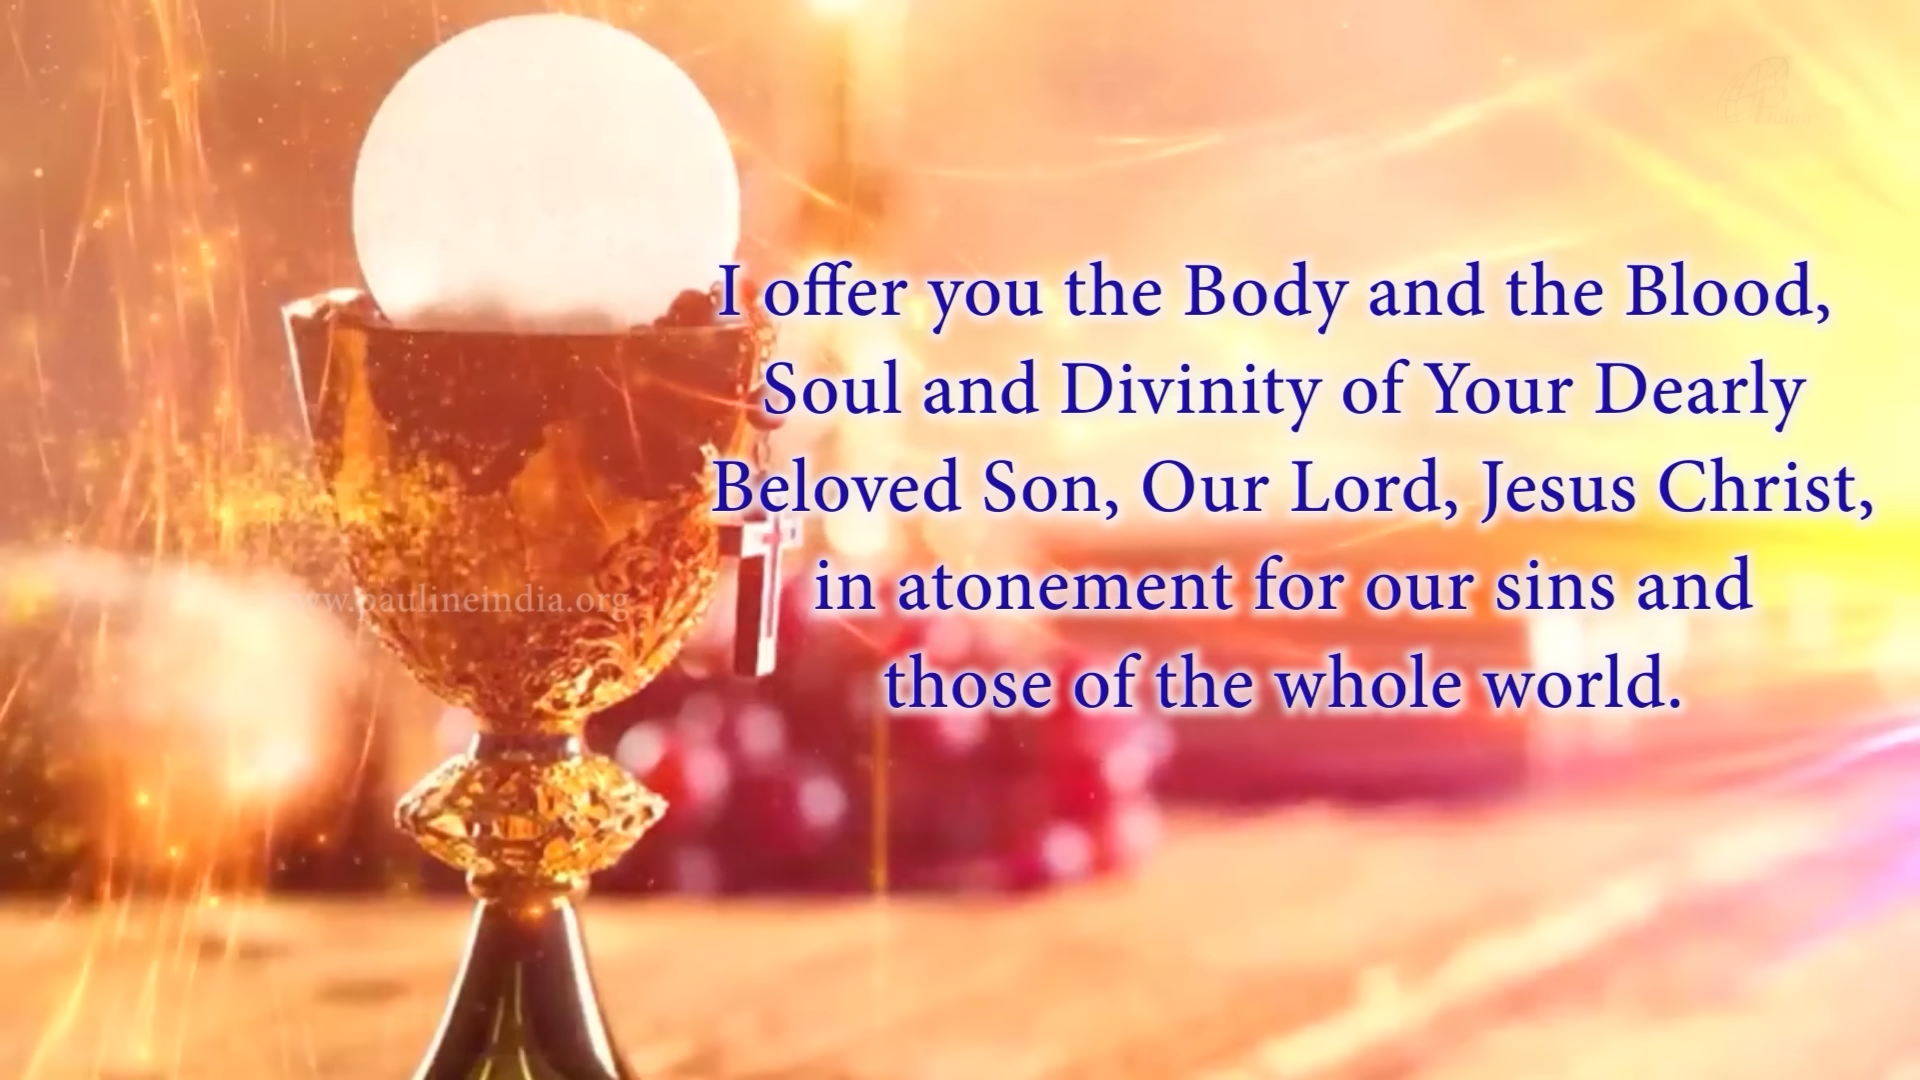 I offer you the Body and the Blood,
Soul and Divinity of Your Dearly
Beloved Son, Our Lord, Jesus Christ,
in atonement for our sins and
those of the whole world.
www.paulineindia.org